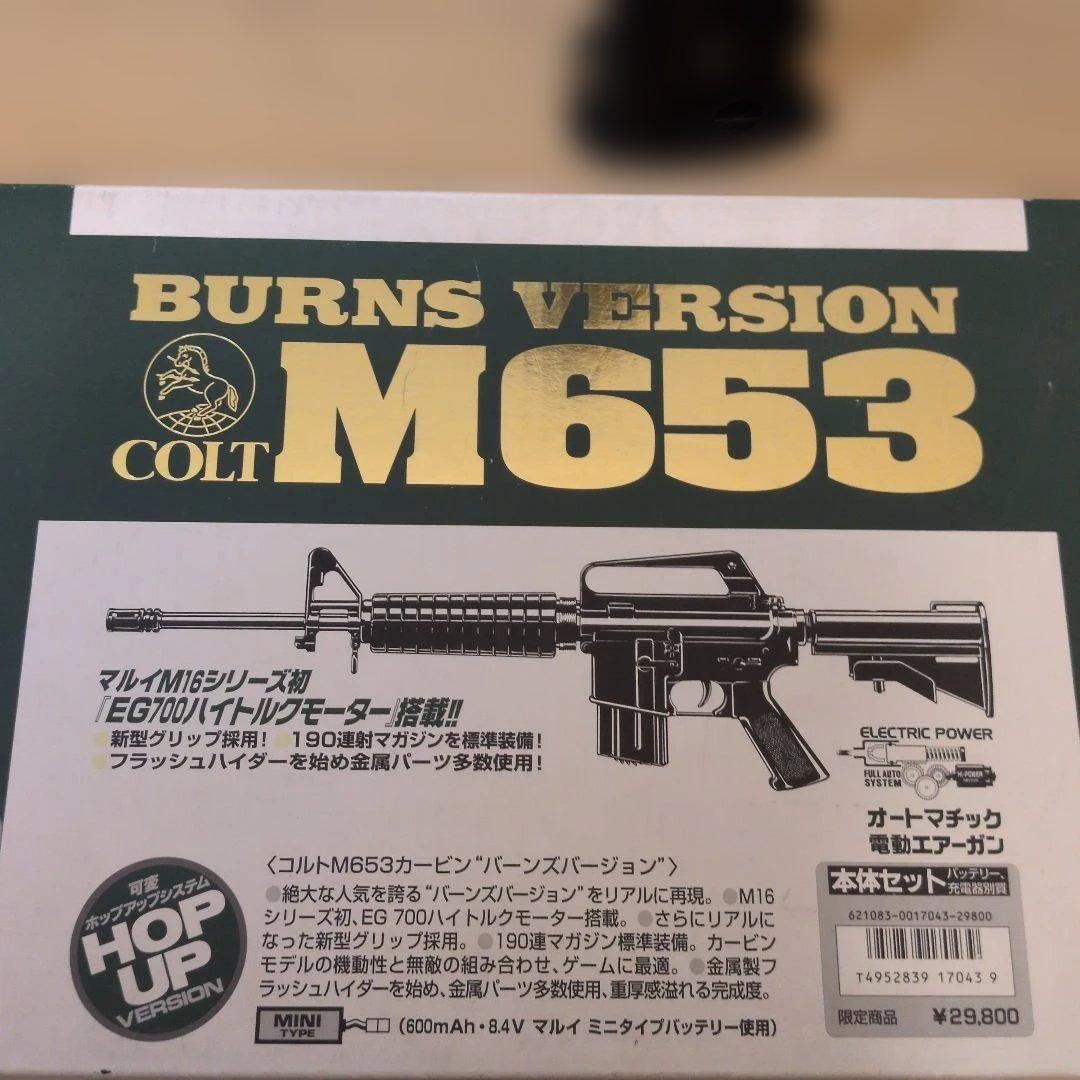 BURNS VERSION
COLT M653
マルイM16シリーズ初
『EG700ハイトルクモーター』搭載!!
●新型グリップ採用! ●190連射マガジンを標準装備!
●フラッシュハイダーを始め金属パーツ多数使用!
ELECTRIC POWER
FULL AUTO
SYSTEM
HI-POWER
オートマチック
電動エアーガン
可変
ホップアップシステム
HOP
UP
VERSION
〈コルトM653カービン“バーンズバージョン”〉
●絶大な人気を誇る“バーンズバージョン”をリアルに再現。●M16
シリーズ初、EG 700ハイトルクモーター搭載。●さらにリアルに
なった新型グリップ採用。●190連マガジン標準装備。カービン
モデルの機動性と無敵の組み合わせ、ゲームに最適。●金属製フ
ラッシュハイダーを始め、金属パーツ多数使用、重厚感溢れる完成度。
MINI
TYPE
(600mAh・8.4V マルイ ミニタイプバッテリー使用)
本体セット バッテリー、
充電器別買
621083-0017043-29800
T4952839 17043 9
限定商品 ¥29,800